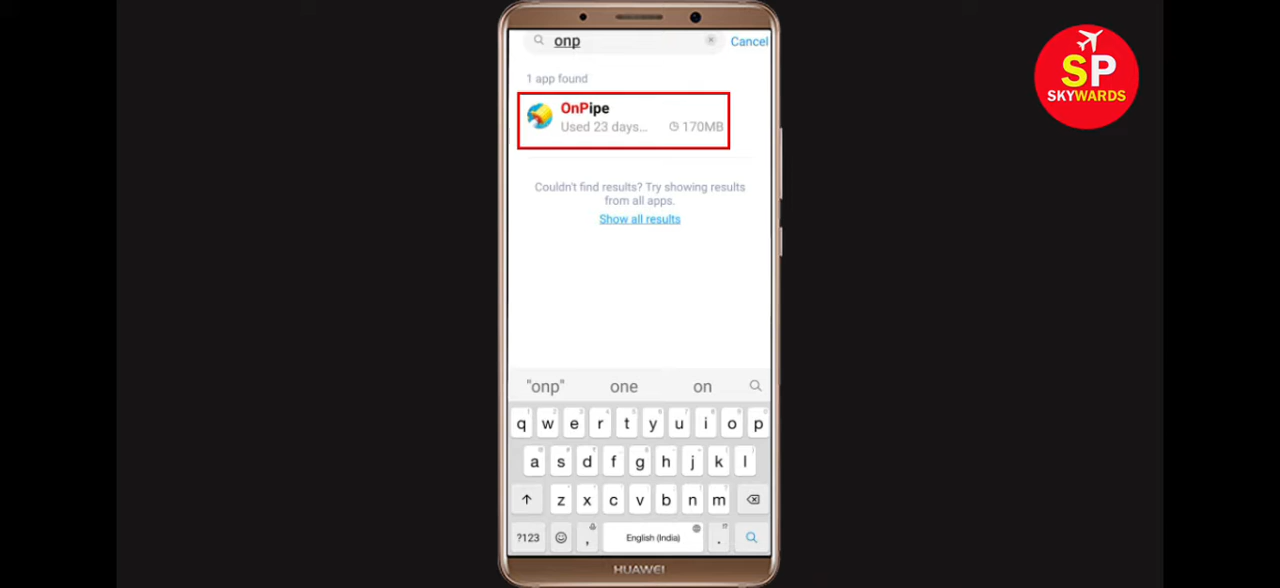 onp
Cancel
SP
SKYWARDS
1 app found
OnPipe
Used 23 days... 170MB
Couldn't find results? Try showing results
from all apps.
Show all results
"onp" one on
q w e r t y u i o p
a s d f g h j k l
z x c v b n m
?123 , English (India) .
HUAWEI